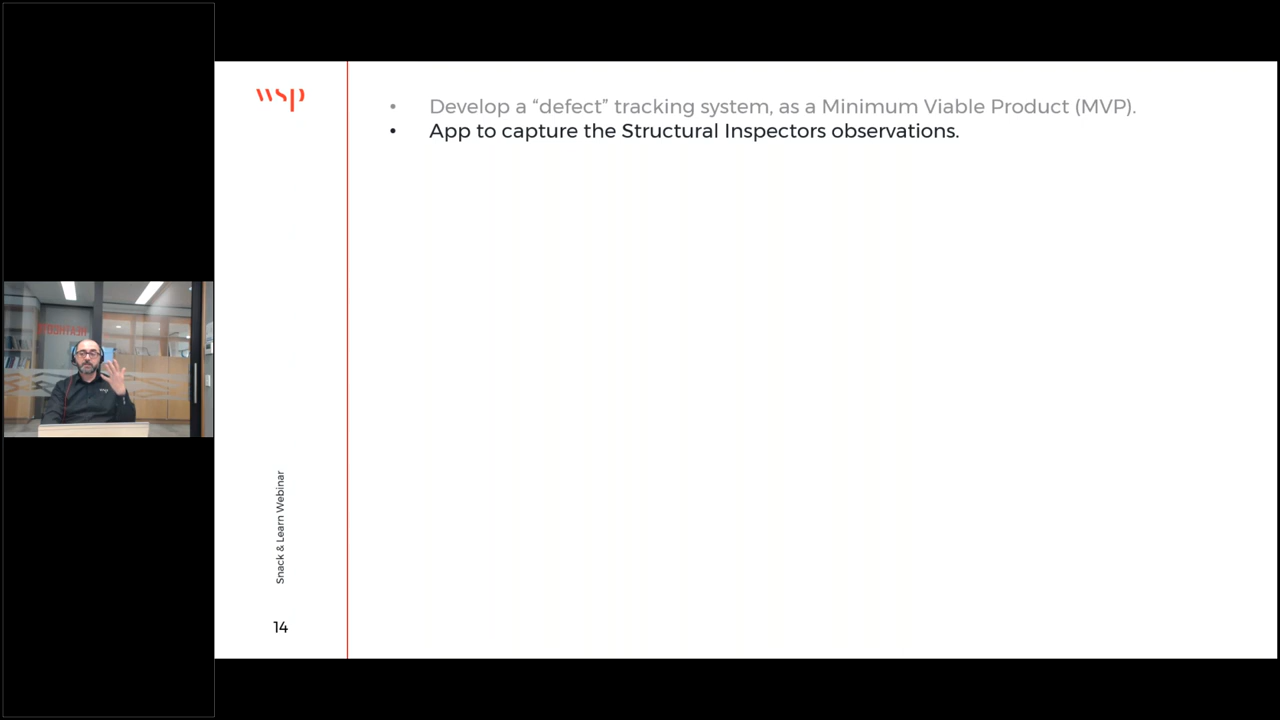 wsp
• Develop a “defect” tracking system, as a Minimum Viable Product (MVP).
• App to capture the Structural Inspectors observations.
Snack & Learn Webinar
14